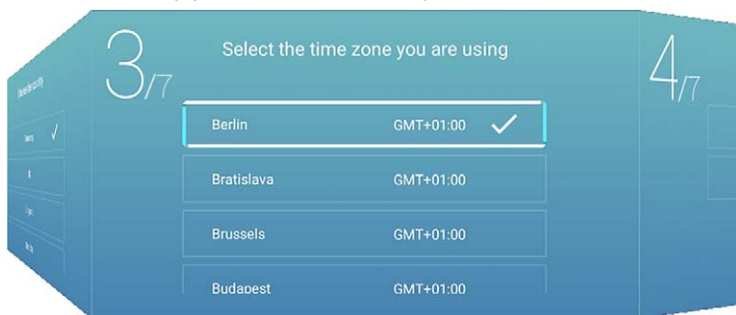 3/7
Select the time zone you are using
4/7
Berlin GMT+01:00
Bratislava GMT+01:00
Brussels GMT+01:00
Budapest GMT+01:00